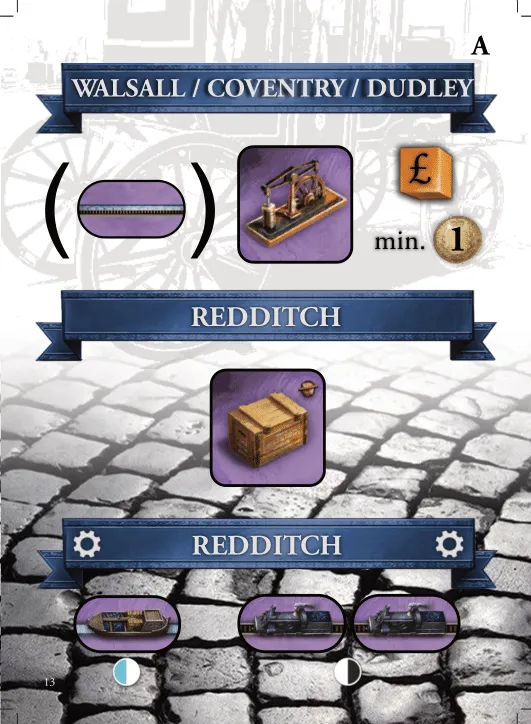 A
WALSALL / COVENTRY / DUDLEY
£
min. 1
REDDITCH
REDDITCH
13